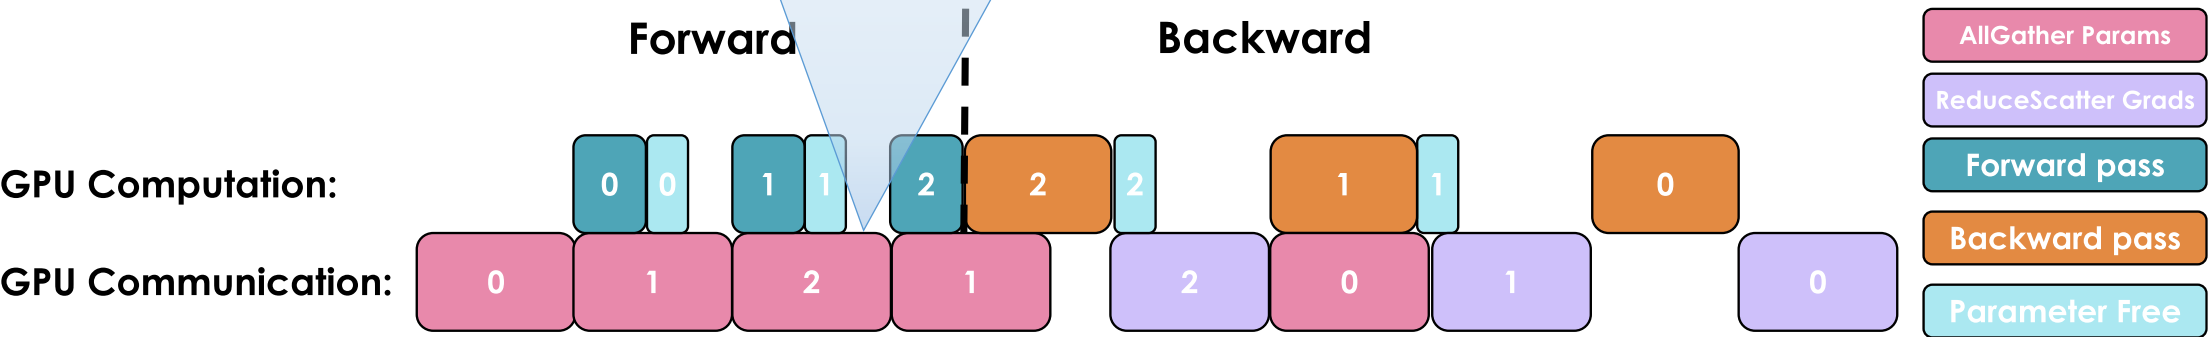 Forward
Backward
AllGather Params
ReduceScatter Grads
Forward pass
Backward pass
Parameter Free
GPU Computation:
0 0 1 1 2 2 2 1 1 0
GPU Communication:
0 1 2 1 2 0 1 0